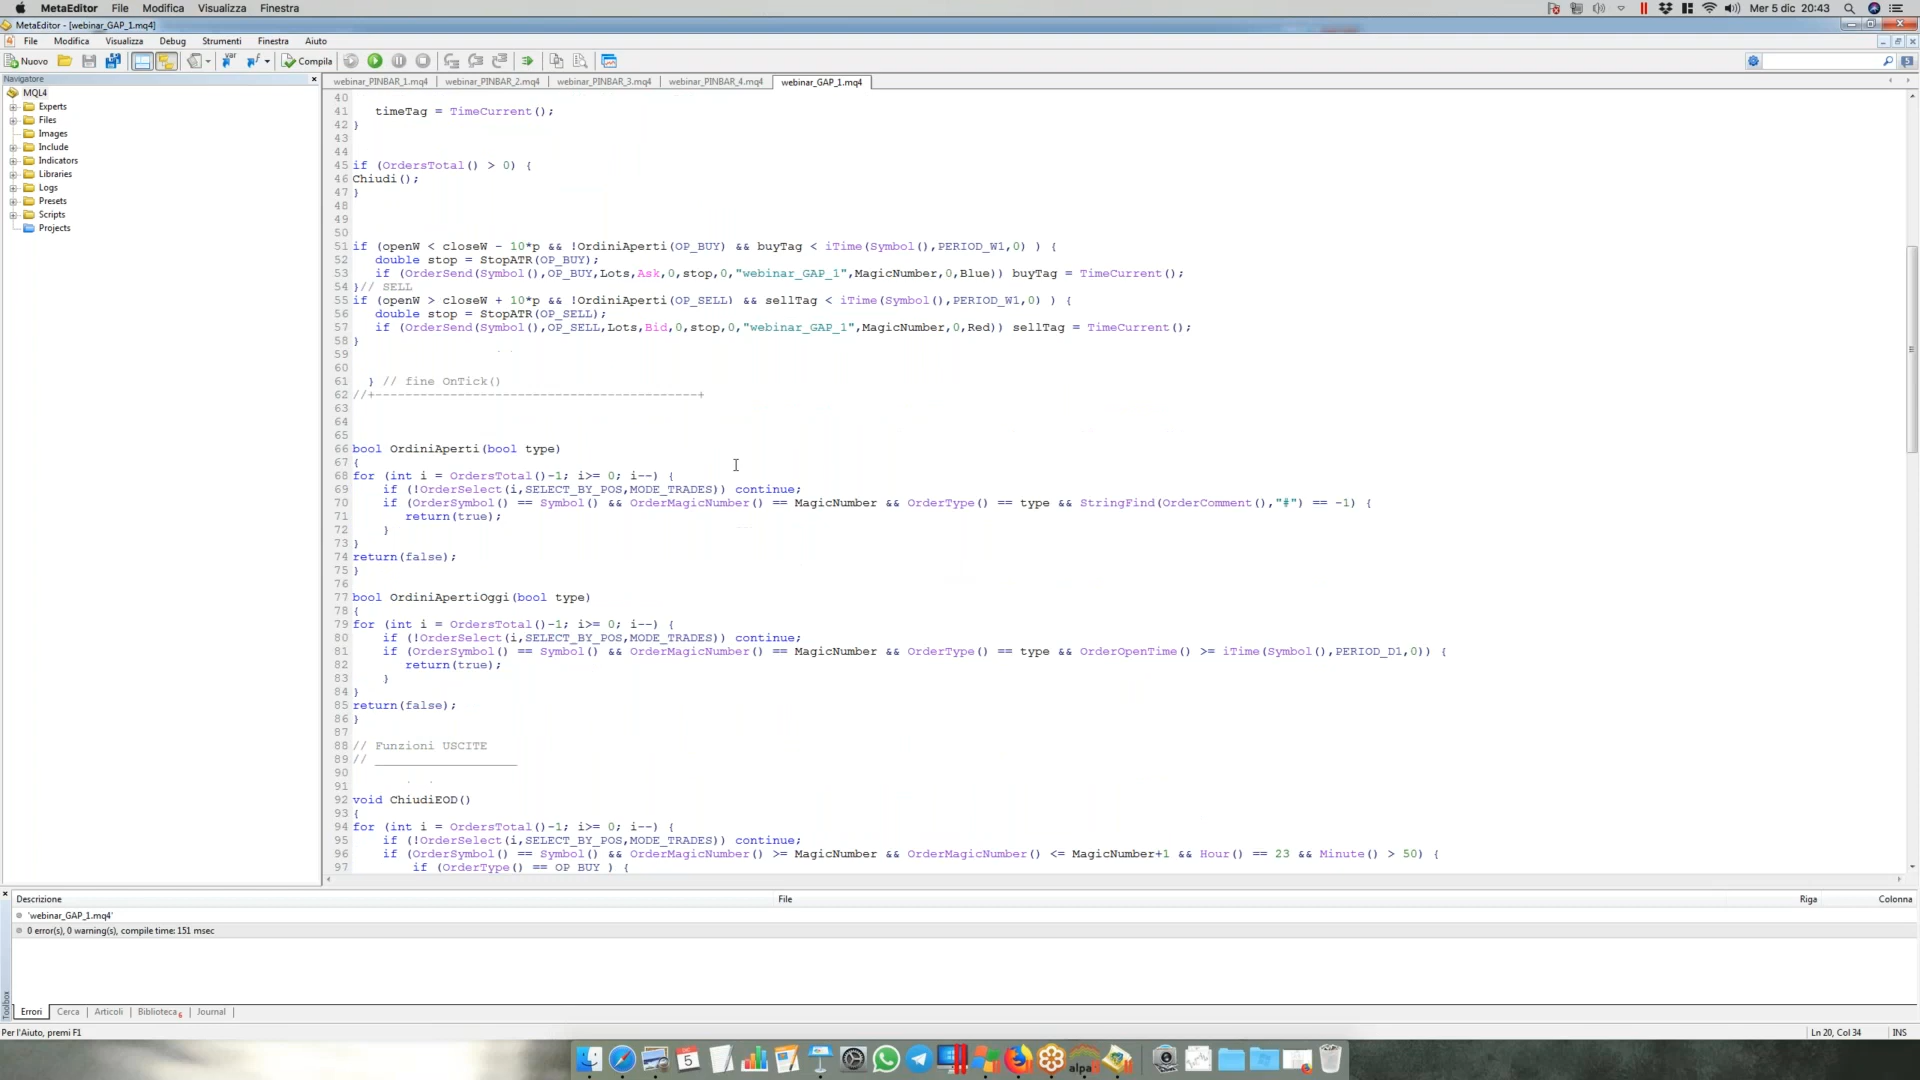 MetaEditor File Modifica Visualizza Finestra Mer 5 dic 20:43
MetaEditor - [webinar_GAP_1.mq4]
File Modifica Visualizza Debug Strumenti Finestra Aiuto
Nuovo Compila
Navigatore
MQL4
Experts
Files
Images
Include
Indicators
Libraries
Logs
Presets
Scripts
Projects
webinar_PINBAR_1.mq4 webinar_PINBAR_2.mq4 webinar_PINBAR_3.mq4 webinar_PINBAR_4.mq4 webinar_GAP_1.mq4
40
41 timeTag = TimeCurrent();
42 }
43
44
45 if (OrdersTotal() > 0) {
46 Chiudi();
47 }
48
49
50
51 if (openW < closeW - 10*p && !OrdiniAperti(OP_BUY) && buyTag < iTime(Symbol(),PERIOD_W1,0) ) {
52 double stop = StopATR(OP_BUY);
53 if (OrderSend(Symbol(),OP_BUY,Lots,Ask,0,stop,0,"webinar_GAP_1",MagicNumber,0,Blue)) buyTag = TimeCurrent();
54 }// SELL
55 if (openW > closeW + 10*p && !OrdiniAperti(OP_SELL) && sellTag < iTime(Symbol(),PERIOD_W1,0) ) {
56 double stop = StopATR(OP_SELL);
57 if (OrderSend(Symbol(),OP_SELL,Lots,Bid,0,stop,0,"webinar_GAP_1",MagicNumber,0,Red)) sellTag = TimeCurrent();
58 }
59
60
61 } // fine OnTick()
62 //+-------------------------------------------+
63
64
65
66 bool OrdiniAperti(bool type)
67 {
68 for (int i = OrdersTotal()-1; i>= 0; i--) {
69 if (!OrderSelect(i,SELECT_BY_POS,MODE_TRADES)) continue;
70 if (OrderSymbol() == Symbol() && OrderMagicNumber() == MagicNumber && OrderType() == type && StringFind(OrderComment(),"#") == -1) {
71 return(true);
72 }
73 }
74 return(false);
75 }
76
77 bool OrdiniApertiOggi(bool type)
78 {
79 for (int i = OrdersTotal()-1; i>= 0; i--) {
80 if (!OrderSelect(i,SELECT_BY_POS,MODE_TRADES)) continue;
81 if (OrderSymbol() == Symbol() && OrderMagicNumber() == MagicNumber && OrderType() == type && OrderOpenTime() >= iTime(Symbol(),PERIOD_D1,0)) {
82 return(true);
83 }
84 }
85 return(false);
86 }
87
88 // Funzioni USCITE
89 // ___________________
90
91
92 void ChiudiEOD()
93 {
94 for (int i = OrdersTotal()-1; i>= 0; i--) {
95 if (!OrderSelect(i,SELECT_BY_POS,MODE_TRADES)) continue;
96 if (OrderSymbol() == Symbol() && OrderMagicNumber() >= MagicNumber && OrderMagicNumber() <= MagicNumber+1 && Hour() == 23 && Minute() > 50) {
97 if (OrderType() == OP_BUY ) {
Descrizione File Riga Colonna
'webinar_GAP_1.mq4'
0 error(s), 0 warning(s), compile time: 151 msec
Toolbox
Errori Cerca Articoli Biblioteca Journal
Per l'Aiuto, premi F1 Ln 20, Col 34 INS
5 alpa